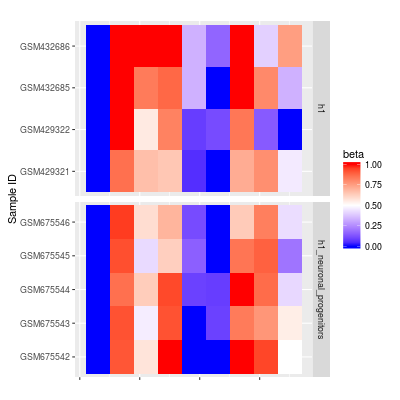 GSM432686
GSM432685
GSM429322
GSM429321
h1
GSM675546
GSM675545
GSM675544
GSM675543
GSM675542
h1_neuronal_progenitors
Sample ID
beta
1.00
0.75
0.50
0.25
0.00